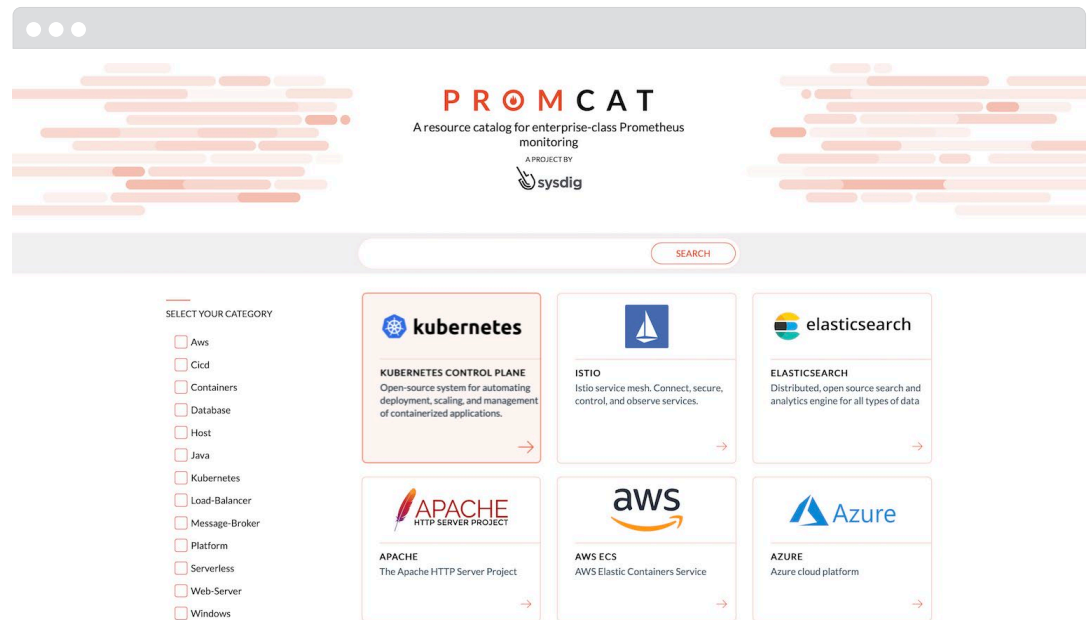 PROMCAT
A resource catalog for enterprise-class Prometheus
monitoring
A PROJECT BY
sysdig
SEARCH
SELECT YOUR CATEGORY
Aws
Cicd
Containers
Database
Host
Java
Kubernetes
Load-Balancer
Message-Broker
Platform
Serverless
Web-Server
Windows
kubernetes
KUBERNETES CONTROL PLANE
Open-source system for automating
deployment, scaling, and management
of containerized applications.
ISTIO
Istio service mesh. Connect, secure,
control, and observe services.
elasticsearch
ELASTICSEARCH
Distributed, open source search and
analytics engine for all types of data
APACHE
HTTP SERVER PROJECT
APACHE
The Apache HTTP Server Project
aws
AWS ECS
AWS Elastic Containers Service
Azure
AZURE
Azure cloud platform